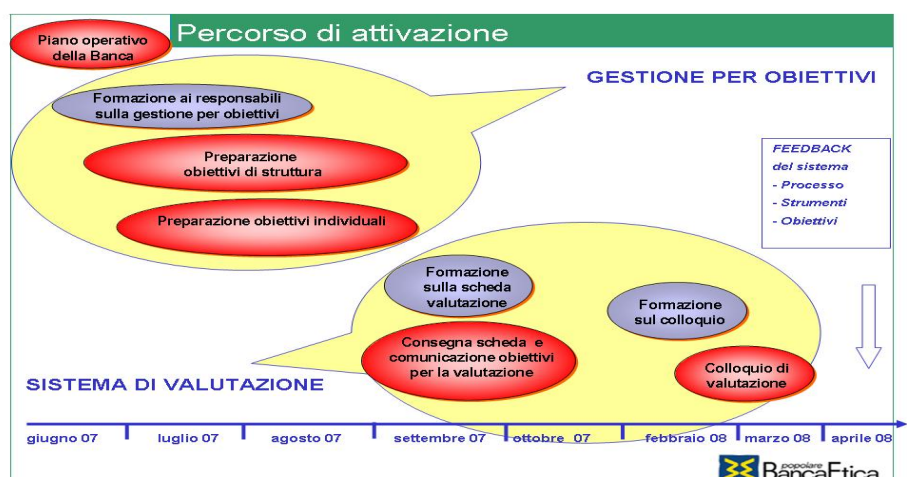 Percorso di attivazione
Piano operativo
della Banca
GESTIONE PER OBIETTIVI
Formazione ai responsabili
sulla gestione per obiettivi
Preparazione
obiettivi di struttura
Preparazione obiettivi individuali
FEEDBACK
del sistema
- Processo
- Strumenti
- Obiettivi
Formazione
sulla scheda
valutazione
Formazione
sul colloquio
Consegna scheda e
comunicazione obiettivi
per la valutazione
Colloquio di
valutazione
SISTEMA DI VALUTAZIONE
giugno 07 luglio 07 agosto 07 settembre 07 ottobre 07 febbraio 08 marzo 08 aprile 08
popolare
BancaEtica